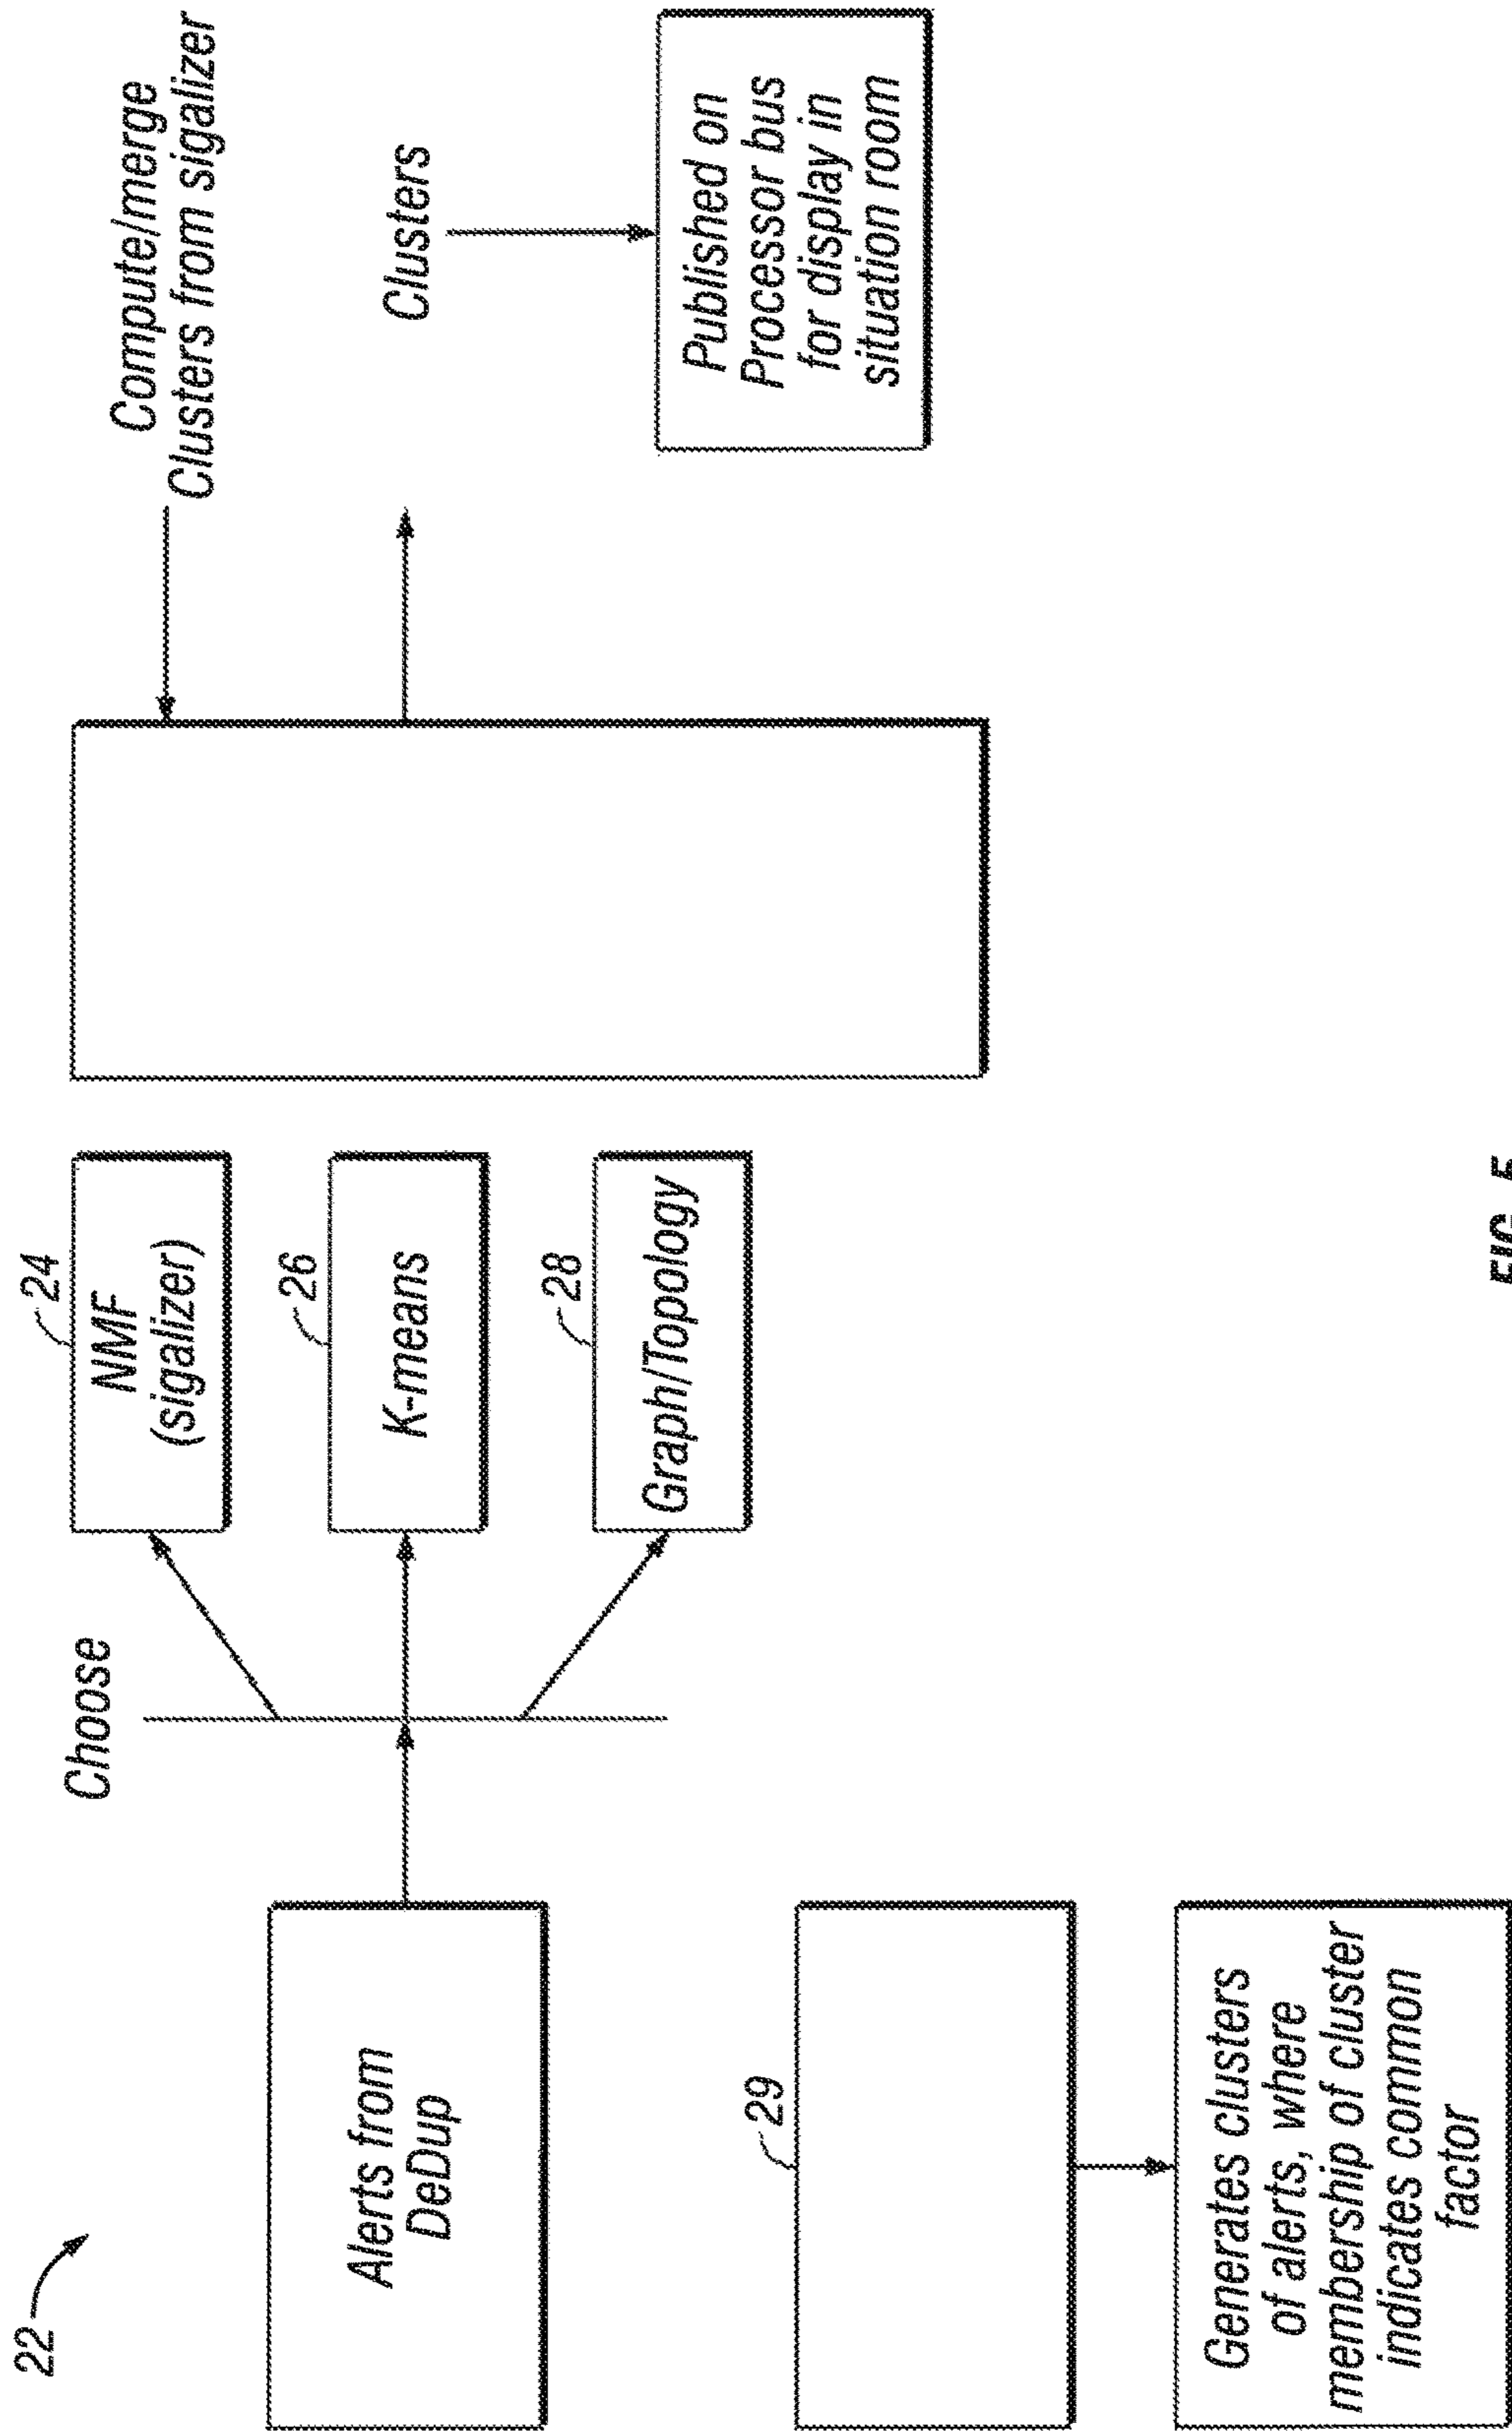 22
Alerts from
DeDup
Choose
24
NMF
(sigalizer)
26
K-means
28
Graph/Topology
Compute/merge
Clusters from sigalizer
Clusters
Published on
Processor bus
for display in
situation room
29
Generates clusters
of alerts, where
membership of cluster
indicates common
factor
FIG. 5